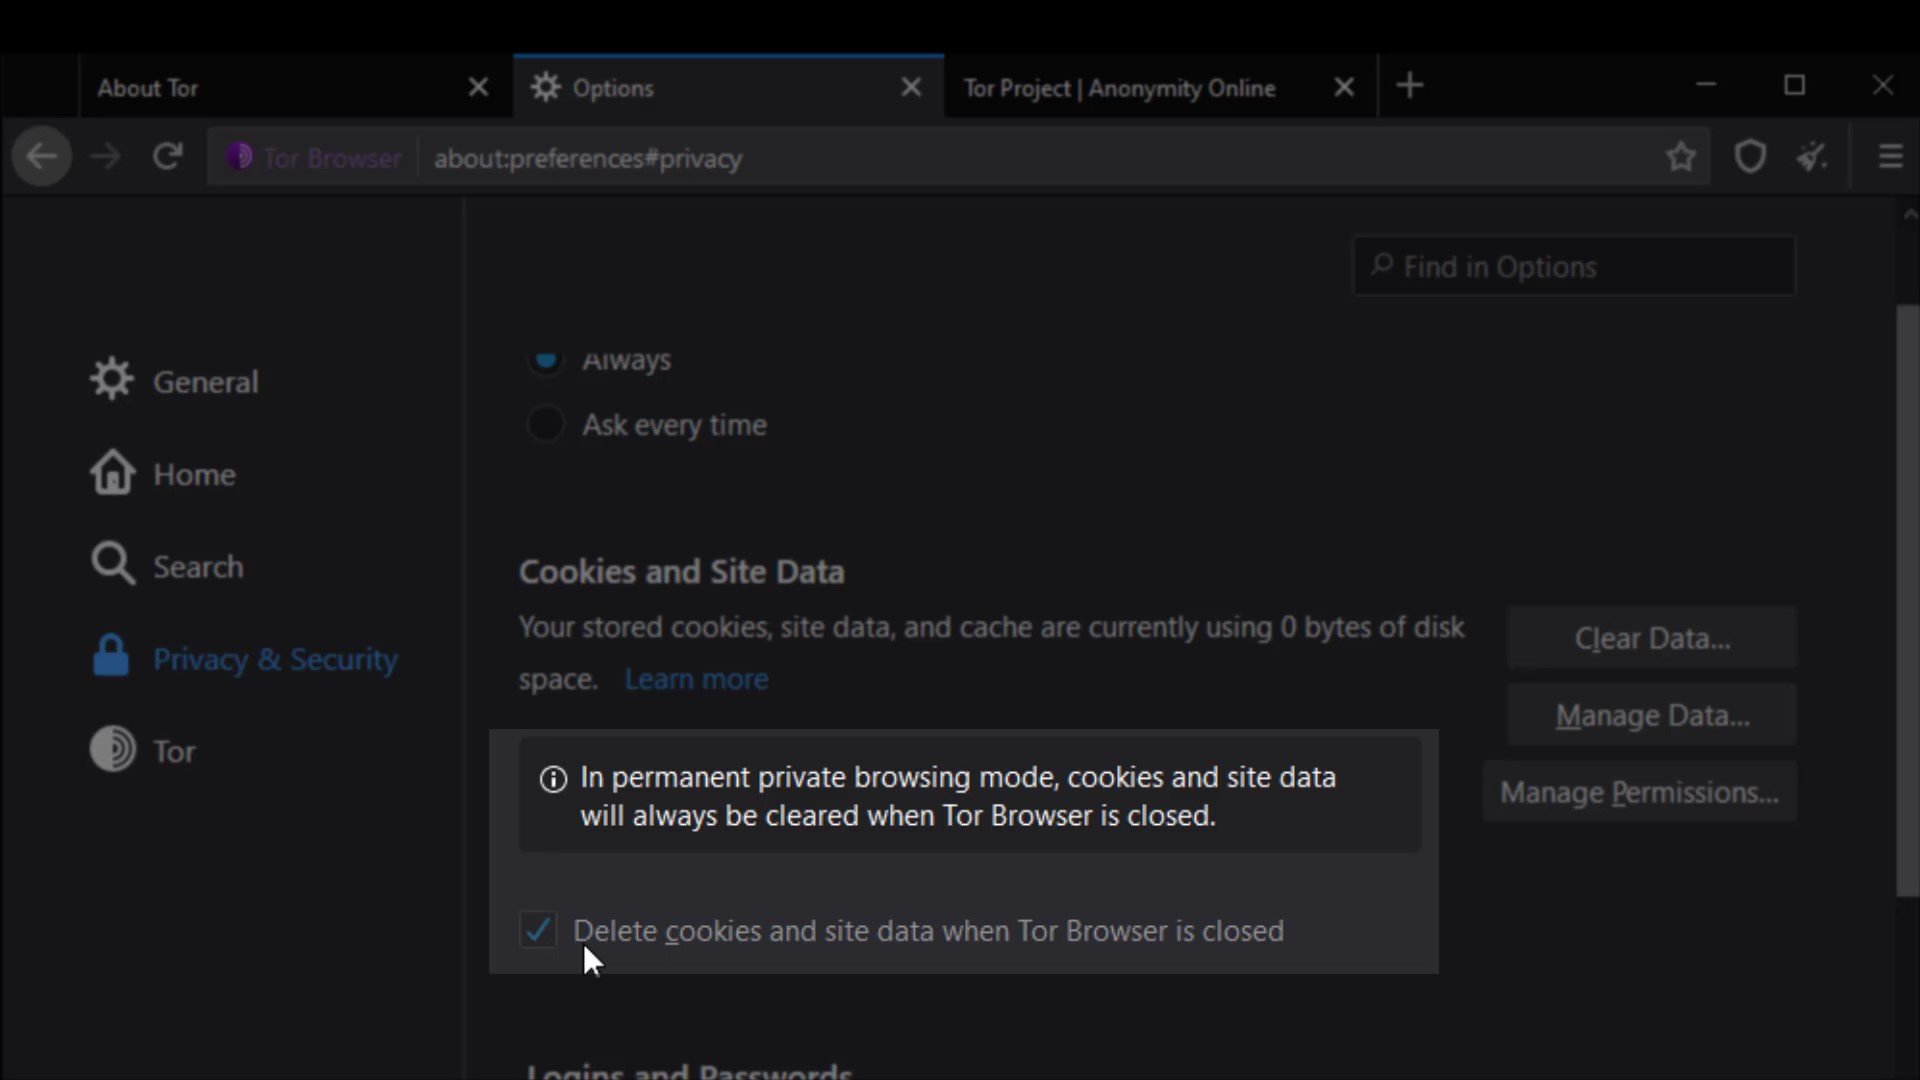 About Tor
Options
Tor Project | Anonymity Online
Tor Browser
about:preferences#privacy
Find in Options
General
Home
Search
Privacy & Security
Tor
Always
Ask every time
Cookies and Site Data
Your stored cookies, site data, and cache are currently using 0 bytes of disk
space. Learn more
Clear Data...
Manage Data...
Manage Permissions...
In permanent private browsing mode, cookies and site data
will always be cleared when Tor Browser is closed.
Delete cookies and site data when Tor Browser is closed
Logins and Passwords